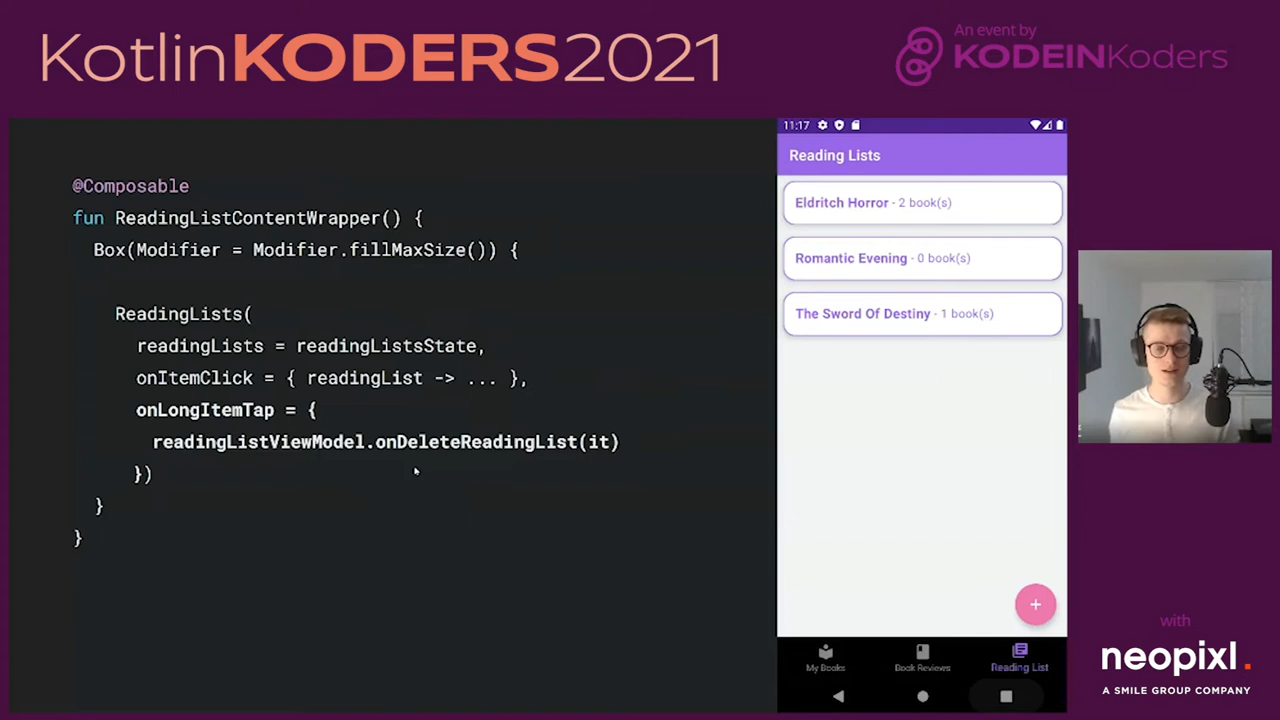 KotlinKODERS2021
An event by
KODEINKoders
@Composable
fun ReadingListContentWrapper() {
Box(Modifier = Modifier.fillMaxSize()) {
ReadingLists(
readingLists = readingListsState,
onItemClick = { readingList -> ... },
onLongItemTap = {
readingListViewModel.onDeleteReadingList(it)
})
}
}
11:17
Reading Lists
Eldritch Horror - 2 book(s)
Romantic Evening - 0 book(s)
The Sword Of Destiny - 1 book(s)
+
My Books
Book Reviews
Reading List
with
neopixl.
A SMILE GROUP COMPANY